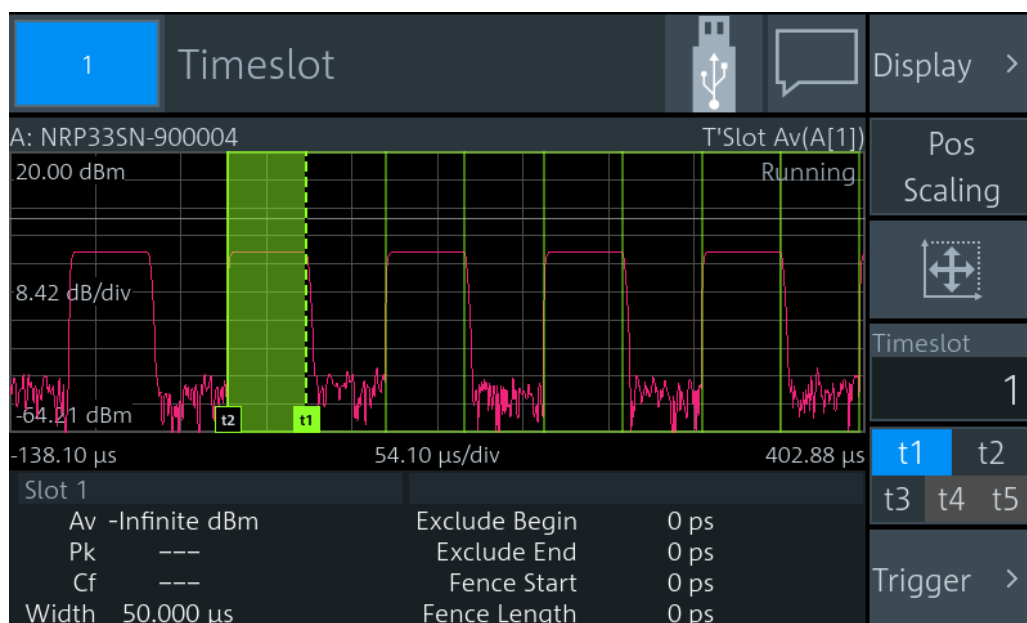 1 Timeslot Display >
A: NRP33SN-900004 T'Slot Av(A[1])
20.00 dBm Running
Pos
Scaling
8.42 dB/div
Timeslot
1
-64.21 dBm
t2 t1
-138.10 µs 54.10 µs/div 402.88 µs
t1 t2
t3 t4 t5
Slot 1
Av -Infinite dBm Exclude Begin 0 ps
Pk --- Exclude End 0 ps
Cf --- Fence Start 0 ps
Width 50.000 µs Fence Length 0 ps
Trigger >